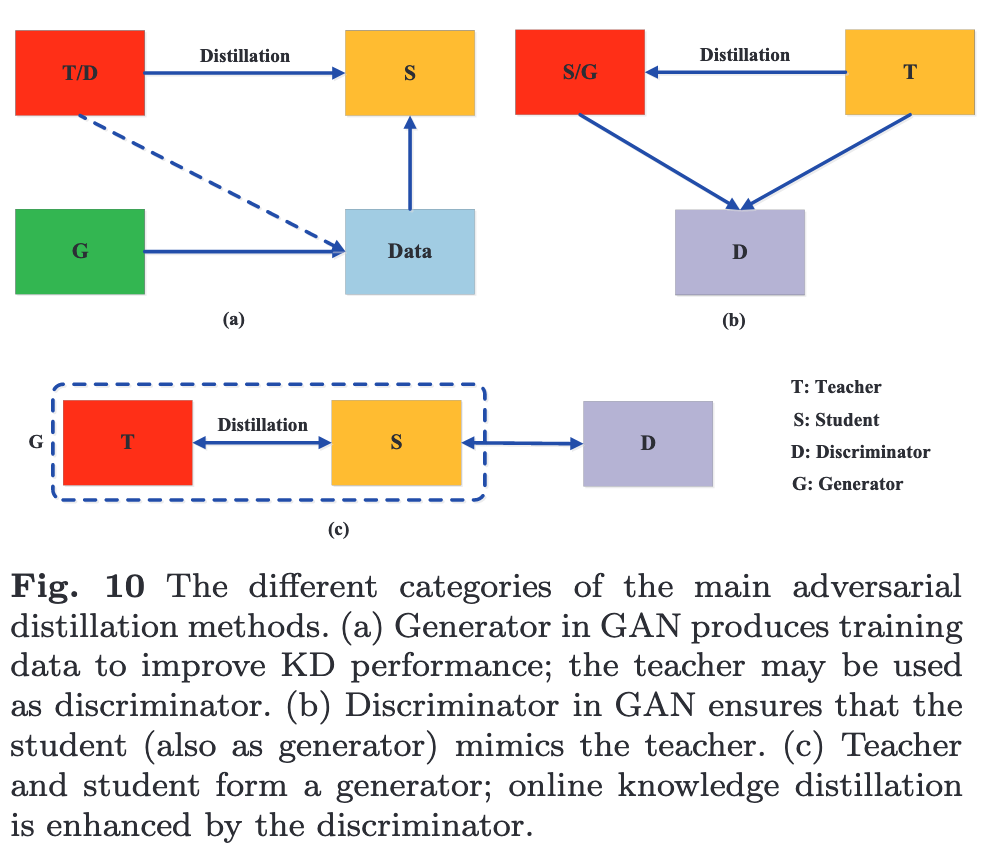 Distillation
T/D
S
G
Data
(a)
Distillation
S/G
T
D
(b)
G
T
Distillation
S
D
(c)
T: Teacher
S: Student
D: Discriminator
G: Generator
Fig. 10 The different categories of the main adversarial
distillation methods. (a) Generator in GAN produces training
data to improve KD performance; the teacher may be used
as discriminator. (b) Discriminator in GAN ensures that the
student (also as generator) mimics the teacher. (c) Teacher
and student form a generator; online knowledge distillation
is enhanced by the discriminator.